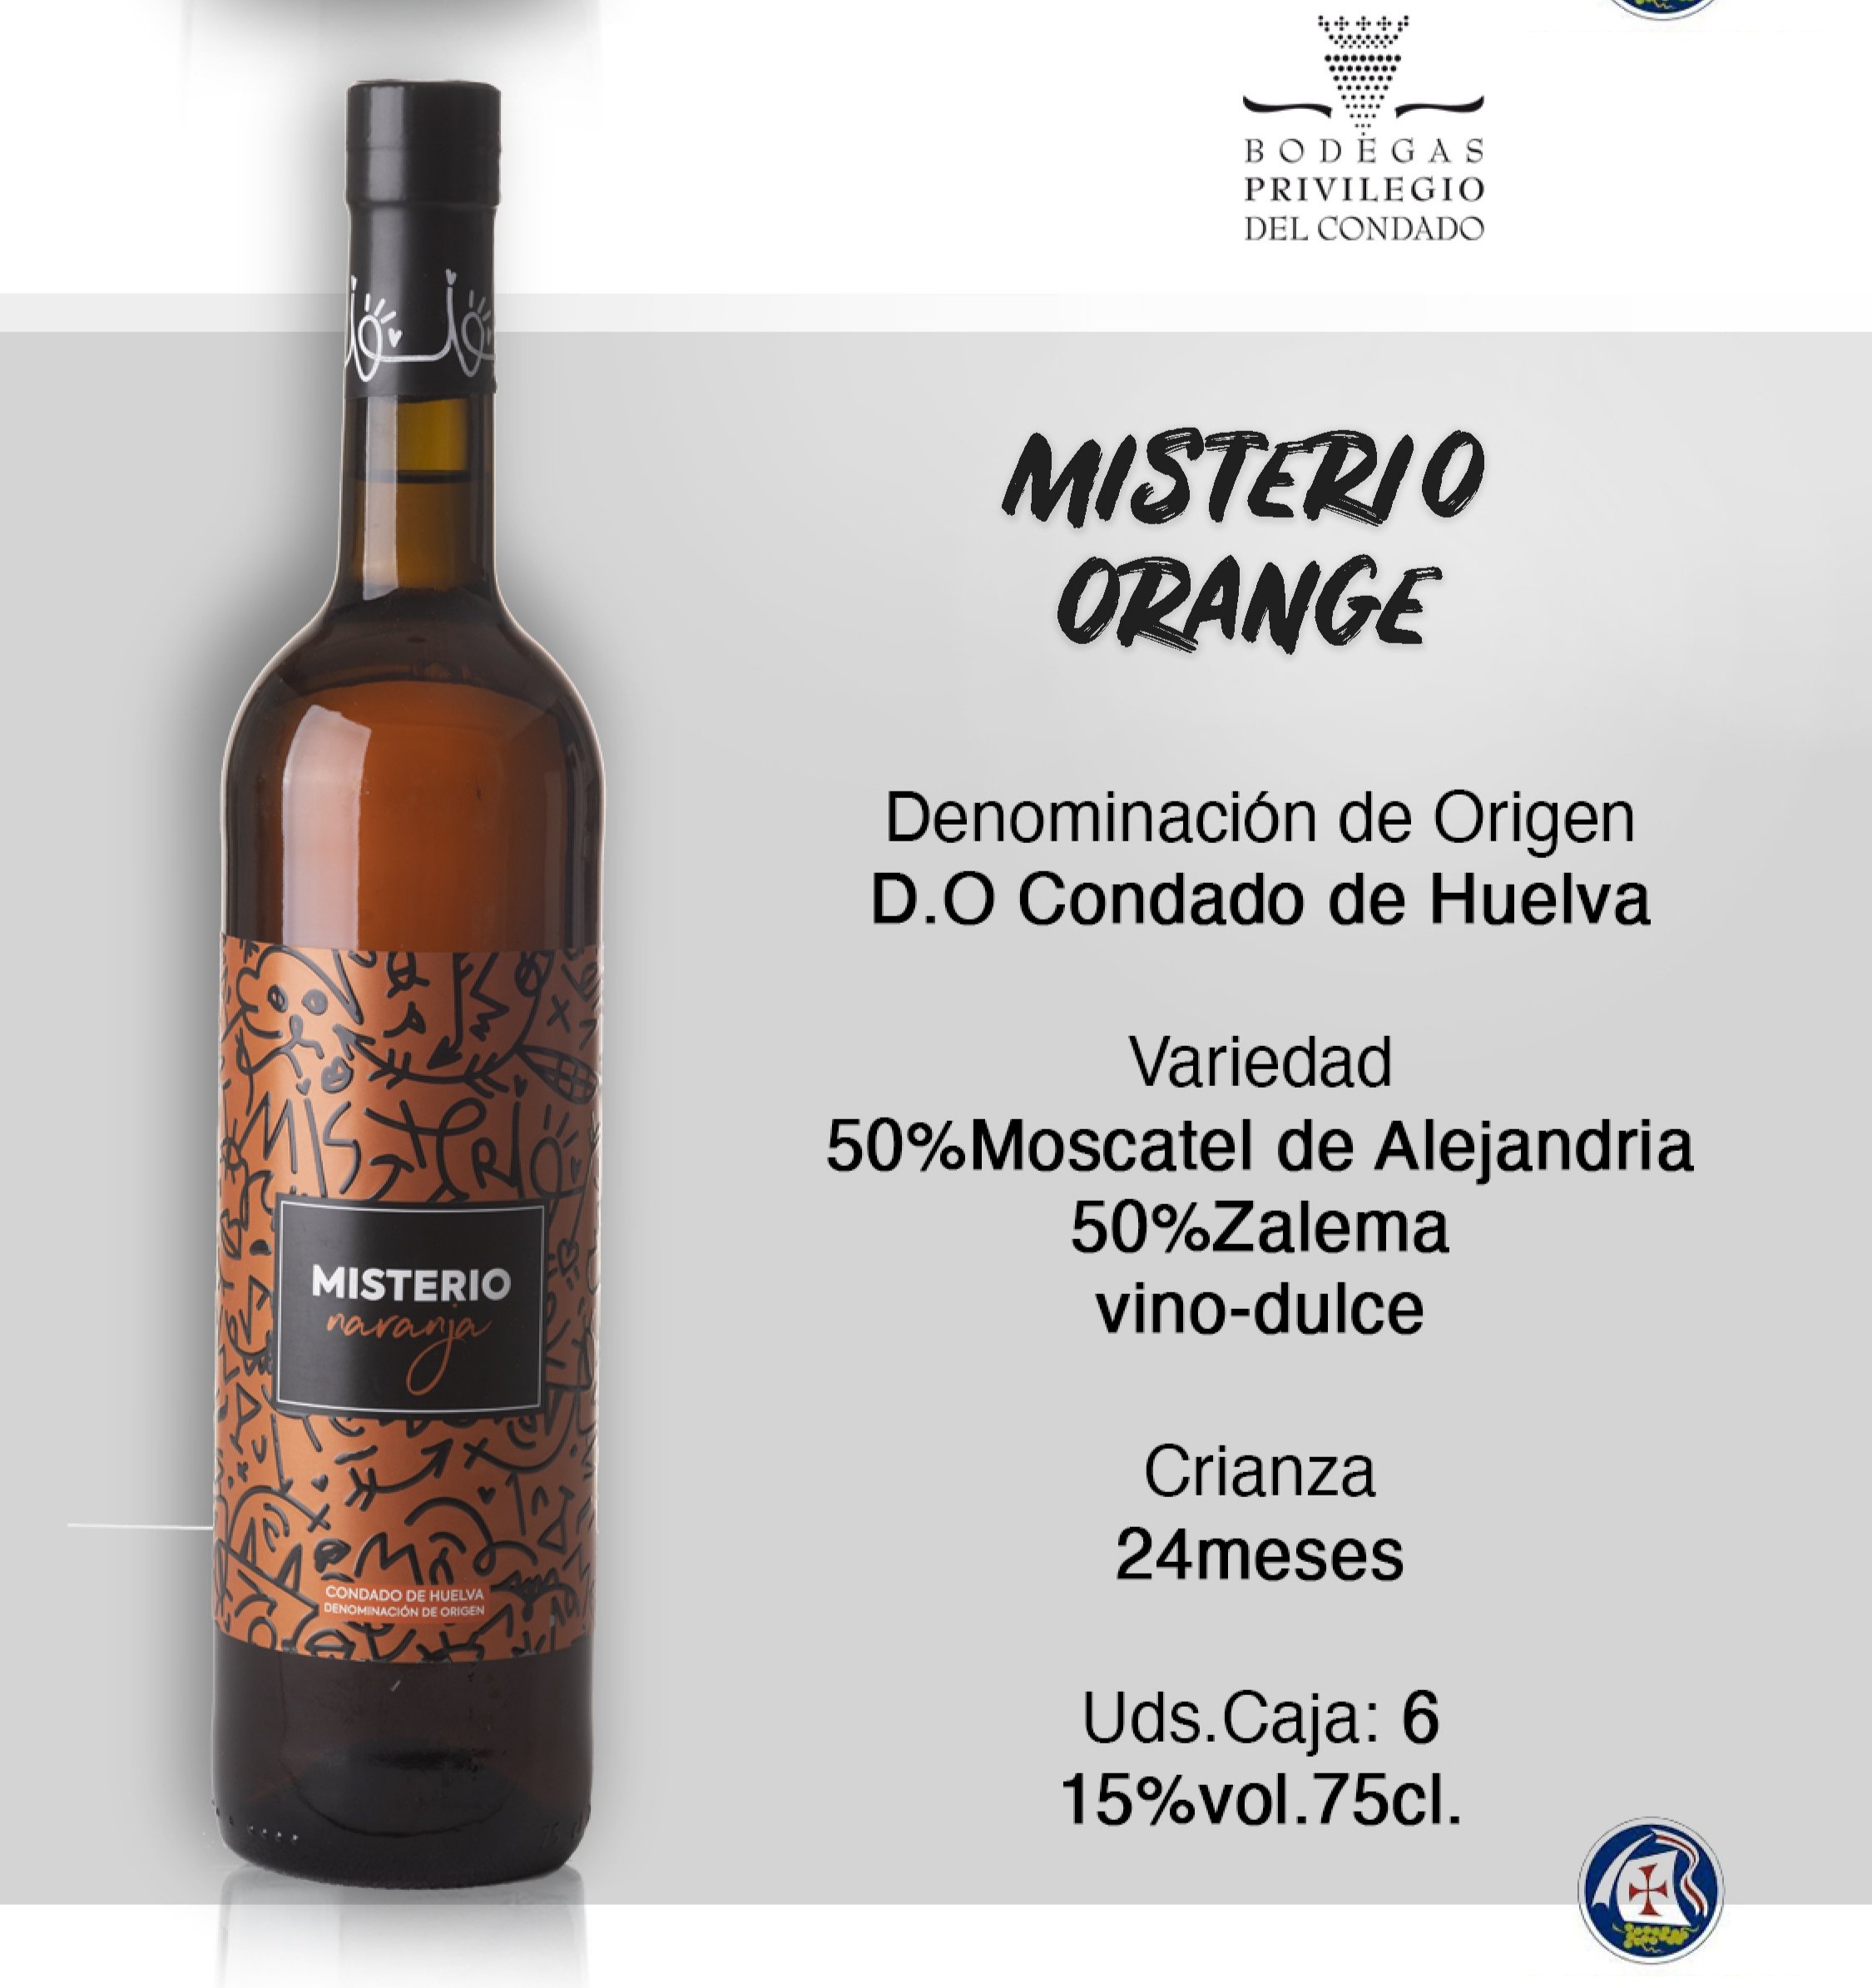 BODEGAS
PRIVILEGIO
DEL CONDADO
MISTERIO
ORANGE
Denominación de Origen
D.O Condado de Huelva
Variedad
50%Moscatel de Alejandria
50%Zalema
vino-dulce
Crianza
24meses
Uds.Caja: 6
15%vol.75cl.
MISTERIO
MISTERIO
naranja
CONDADO DE HUELVA
DENOMINACIÓN DE ORIGEN